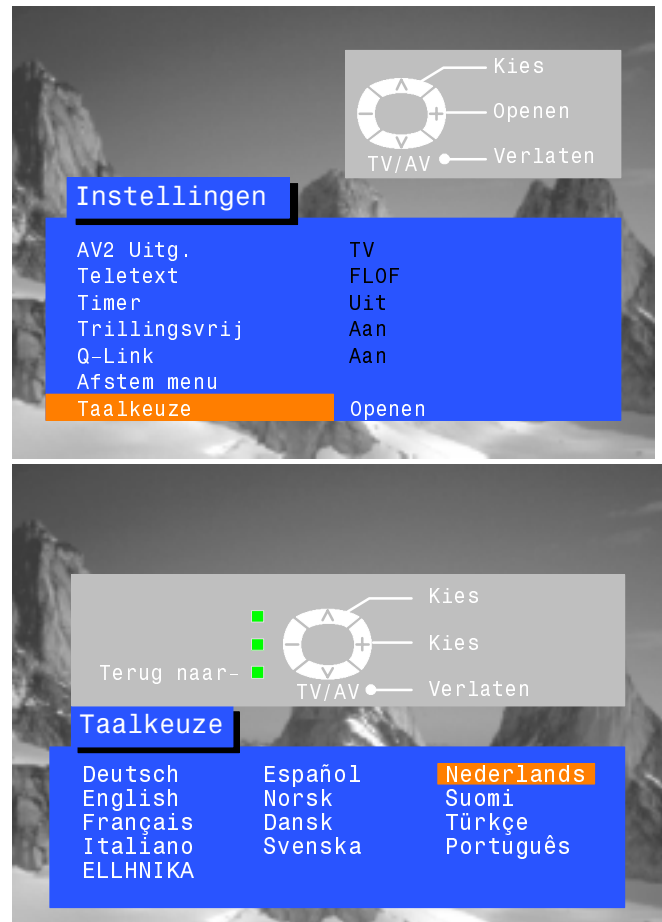 Kies
Openen
TV/AV Verlaten
Instellingen
AV2 Uitg. TV
Teletext FLOF
Timer Uit
Trillingsvrij Aan
Q-Link Aan
Afstem menu
Taalkeuze Openen
Kies
Kies
Terug naar-
TV/AV Verlaten
Taalkeuze
Deutsch Español Nederlands
English Norsk Suomi
Français Dansk Türkçe
Italiano Svenska Português
ELLHNIKA